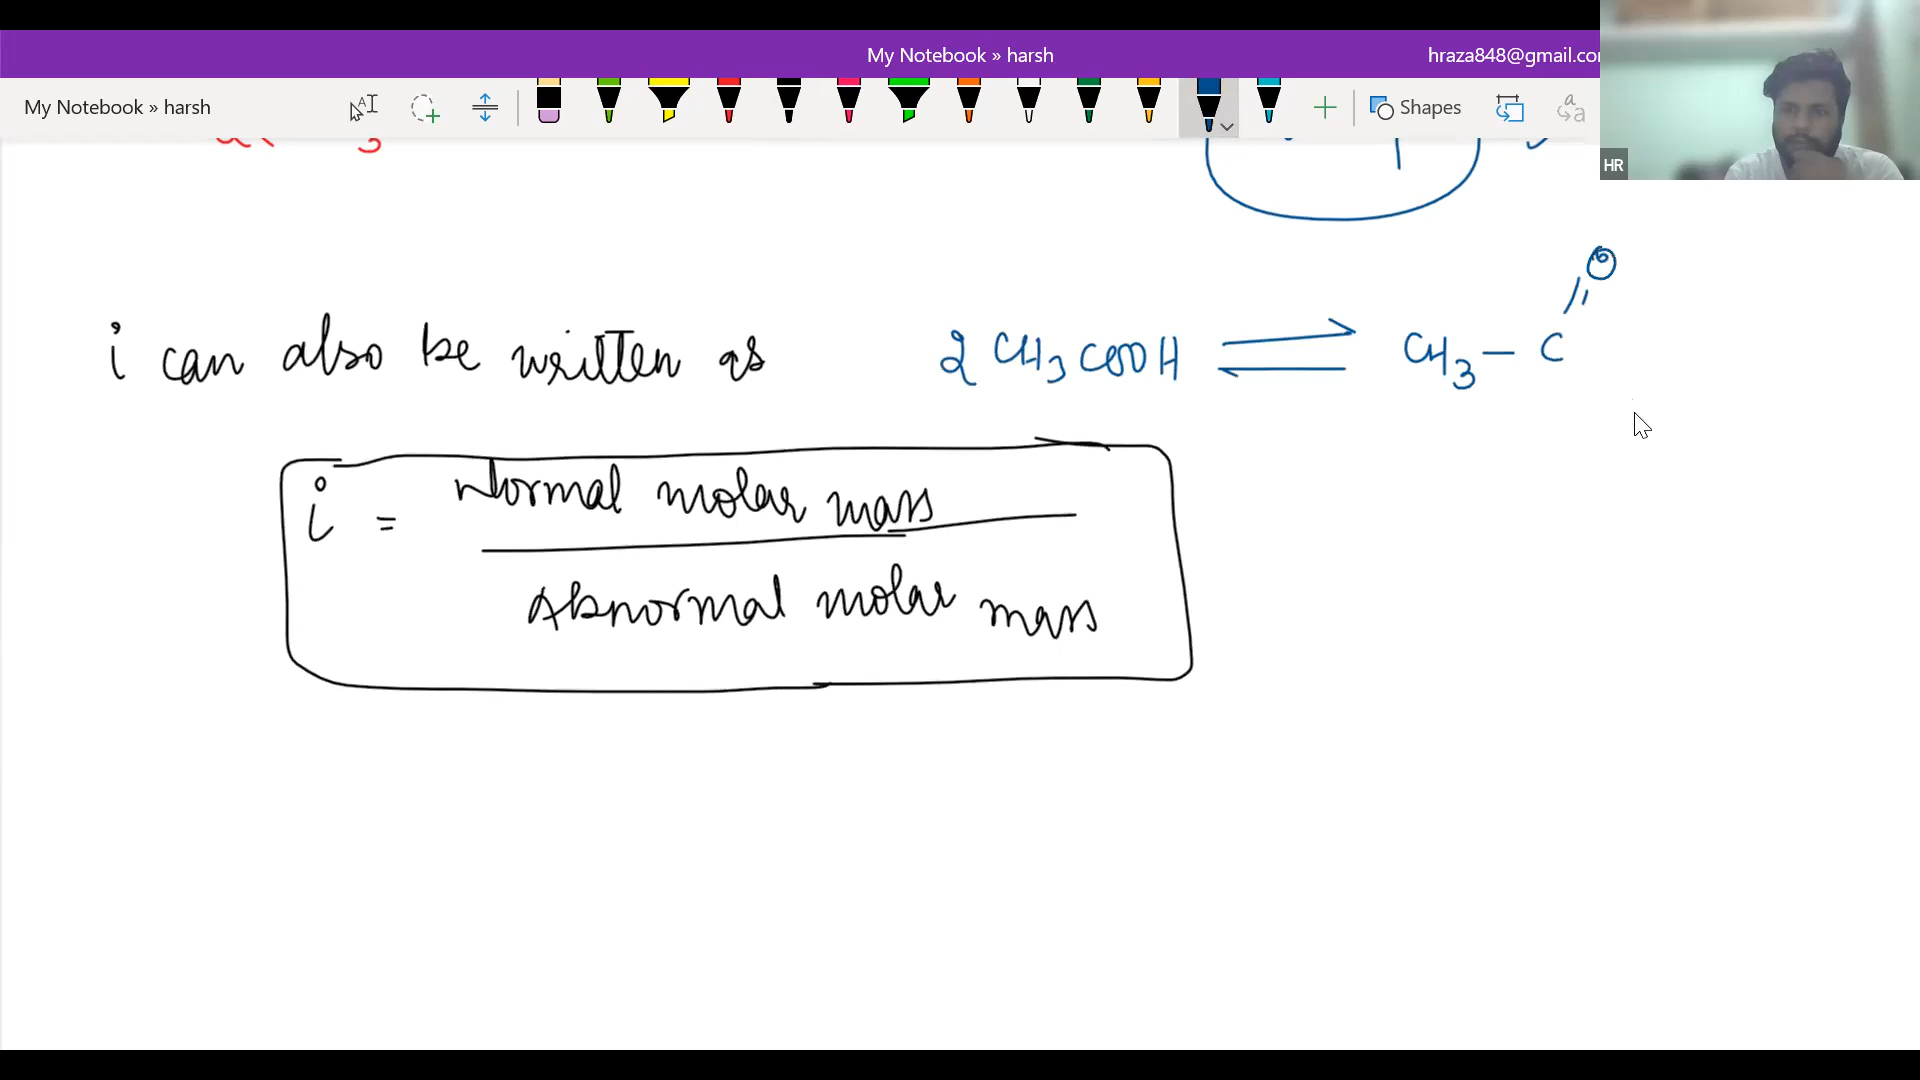 My Notebook » harsh
hraza848@gmail.co
My Notebook » harsh
Shapes
HR
3
O
i can also be written as
2 CH3COOH ⇌ CH3 — C
i = Normal molar mass
Abnormal molar mass